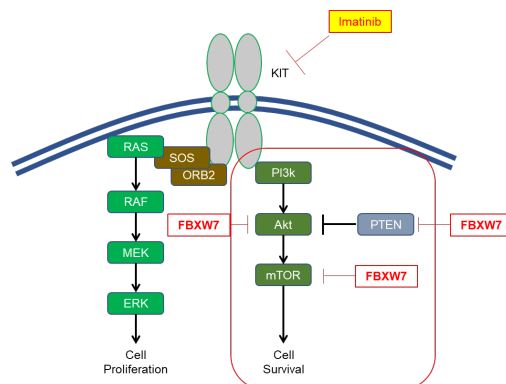 Imatinib
KIT
RAS
SOS
ORB2
PI3k
RAF
FBXW7
Akt
PTEN
FBXW7
MEK
mTOR
FBXW7
ERK
Cell
Proliferation
Cell
Survival